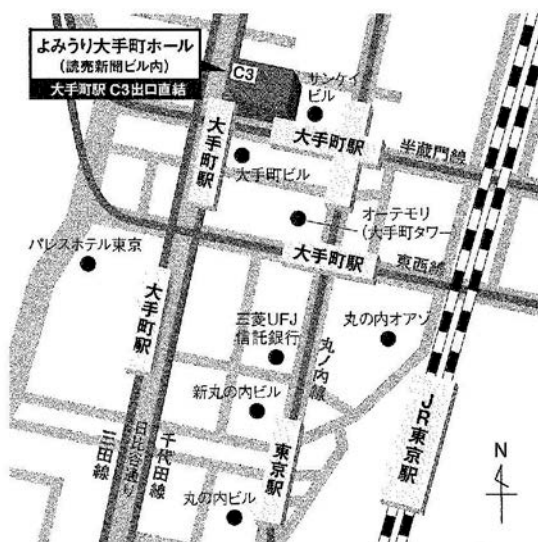 よみうり大手町ホール
(読売新聞ビル内)
大手町駅 C3出口直結
C3
サンケイ
ビル
大手町駅
大手町駅
半蔵門線
大手町ビル
オーテモリ
(大手町タワー)
パレスホテル東京
大手町駅
東西線
大手町駅
三菱UFJ
信託銀行
丸の内オアゾ
丸ノ内線
新丸の内ビル
JR東京駅
東京駅
三田線
日比谷通り
千代田線
丸の内ビル
N